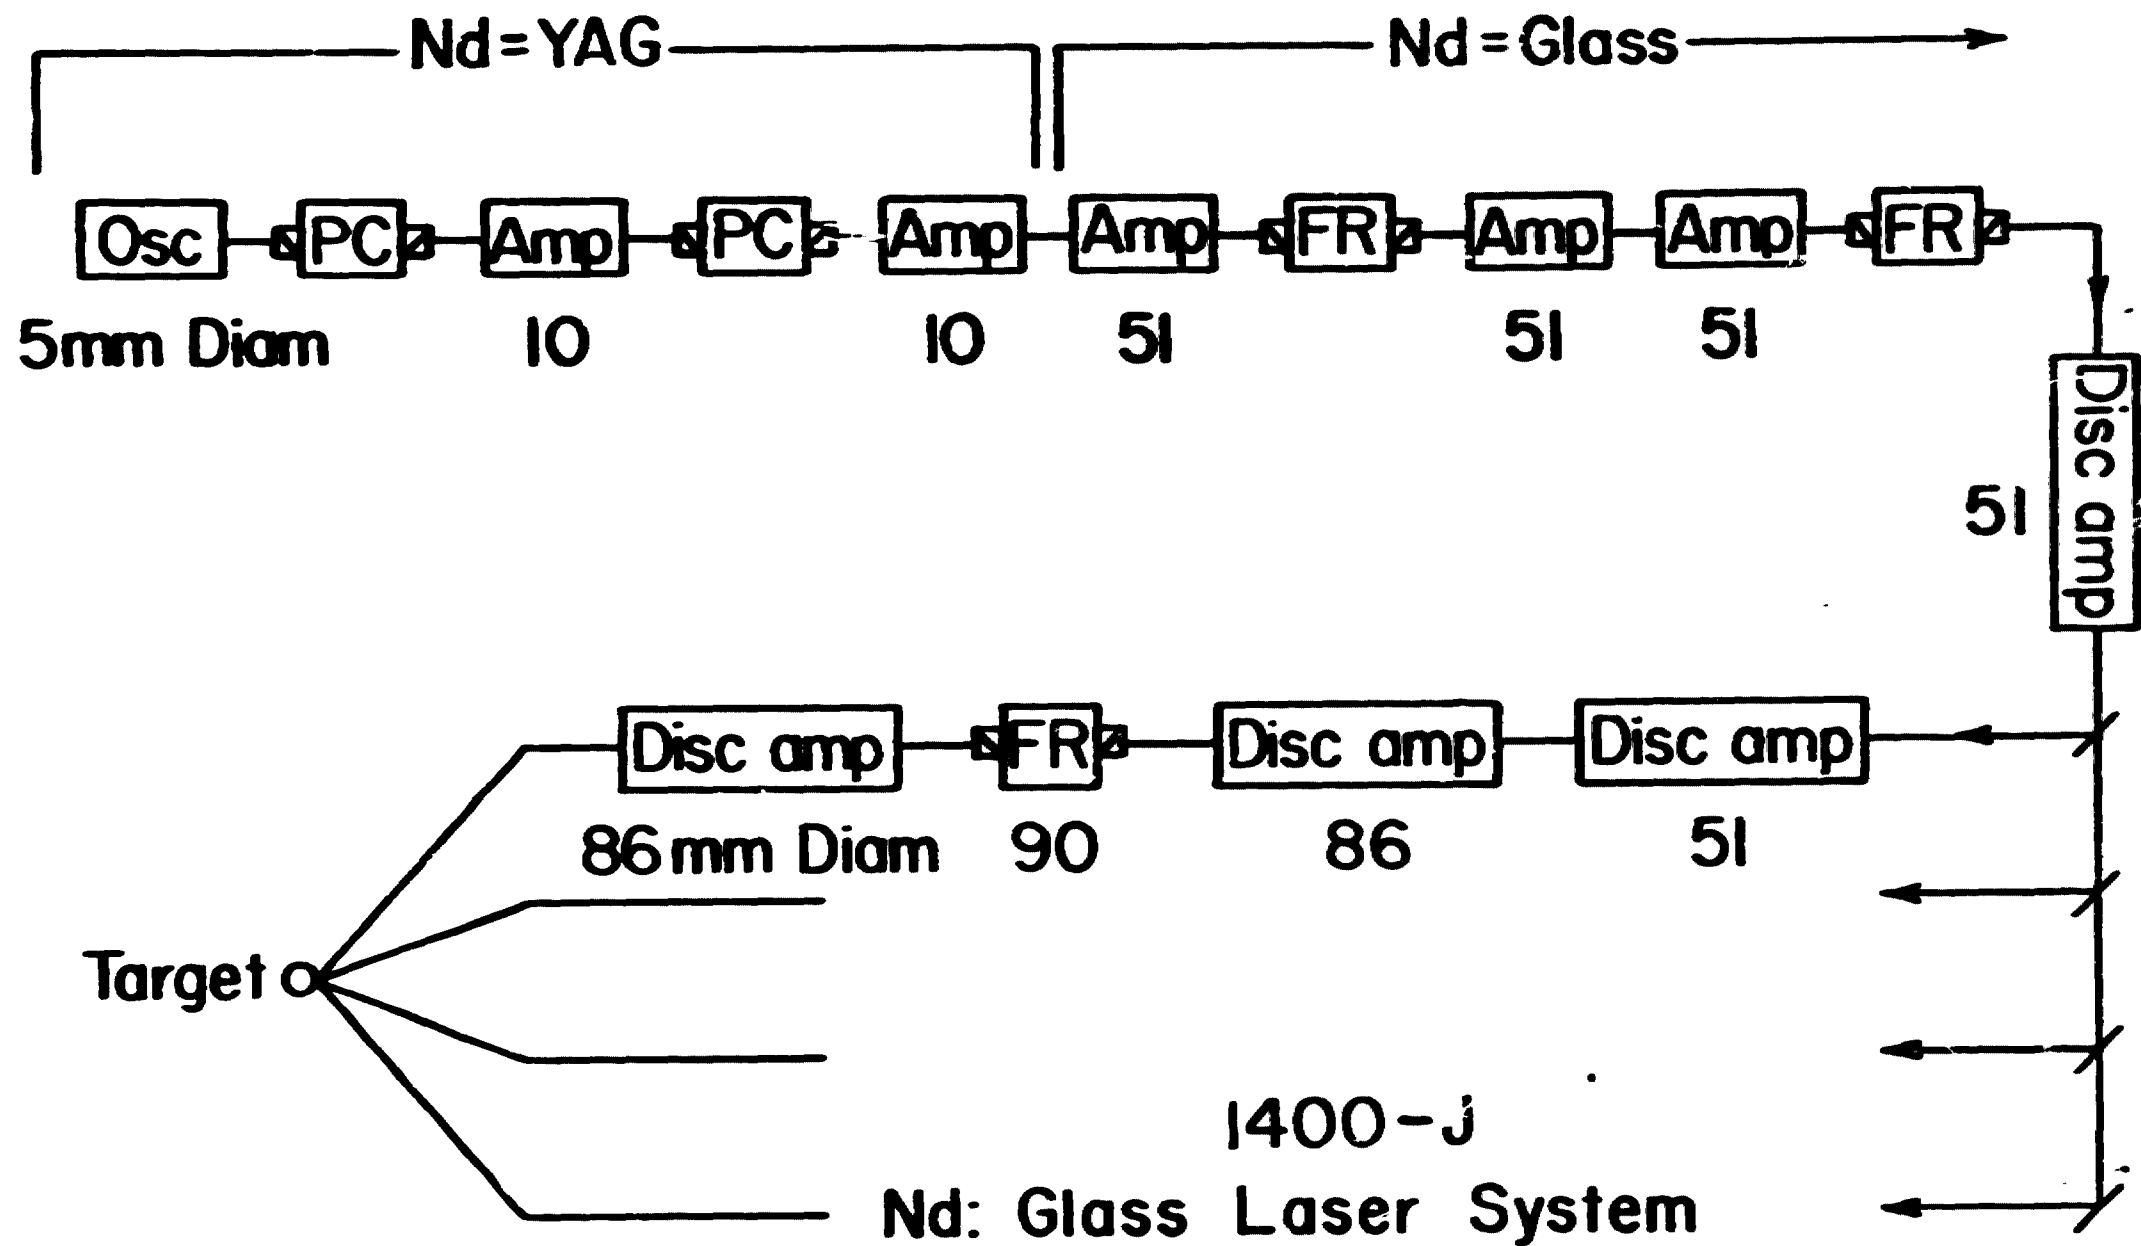 Nd=YAG Nd=Glass
Osc PC Amp PC Amp Amp FR Amp Amp FR
5mm Diam 10 10 51 51 51
Disc amp
51
Disc amp FR Disc amp Disc amp
86mm Diam 90 86 51
Target
1400-j
Nd: Glass Laser System